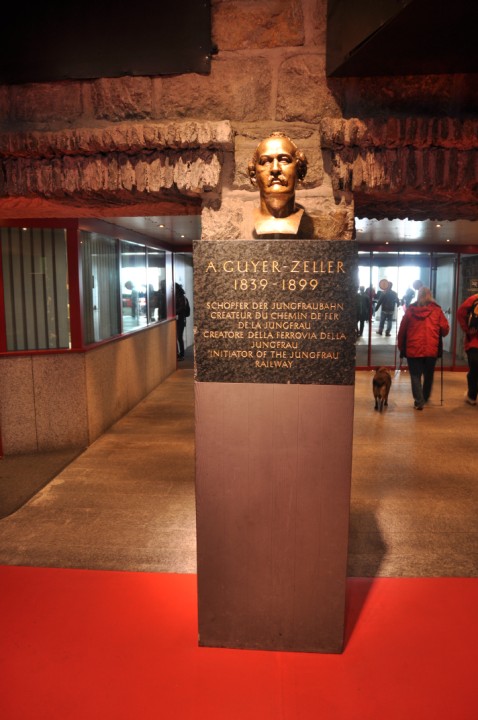 A. GUYER-ZELLER
1839-1899
SCHÖPFER DER JUNGFRAUBAHN
CREATEUR DU CHEMIN DE FER
DE LA JUNGFRAU
CREATORE DELLA FERROVIA DELLA
JUNGFRAU
INITIATOR OF THE JUNGFRAU
RAILWAY